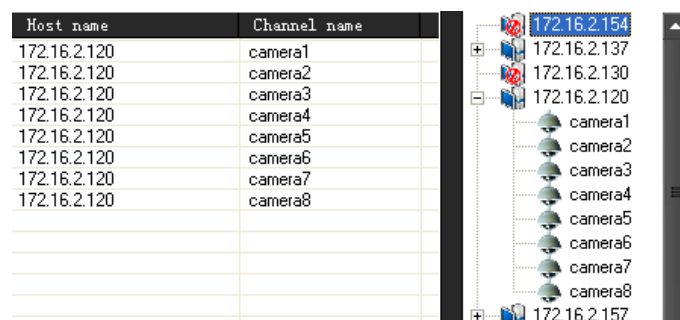 Host name Channel name
172.16.2.120 camera1
172.16.2.120 camera2
172.16.2.120 camera3
172.16.2.120 camera4
172.16.2.120 camera5
172.16.2.120 camera6
172.16.2.120 camera7
172.16.2.120 camera8
172.16.2.154
172.16.2.137
172.16.2.130
172.16.2.120
camera1
camera2
camera3
camera4
camera5
camera6
camera7
camera8
172.16.2.157